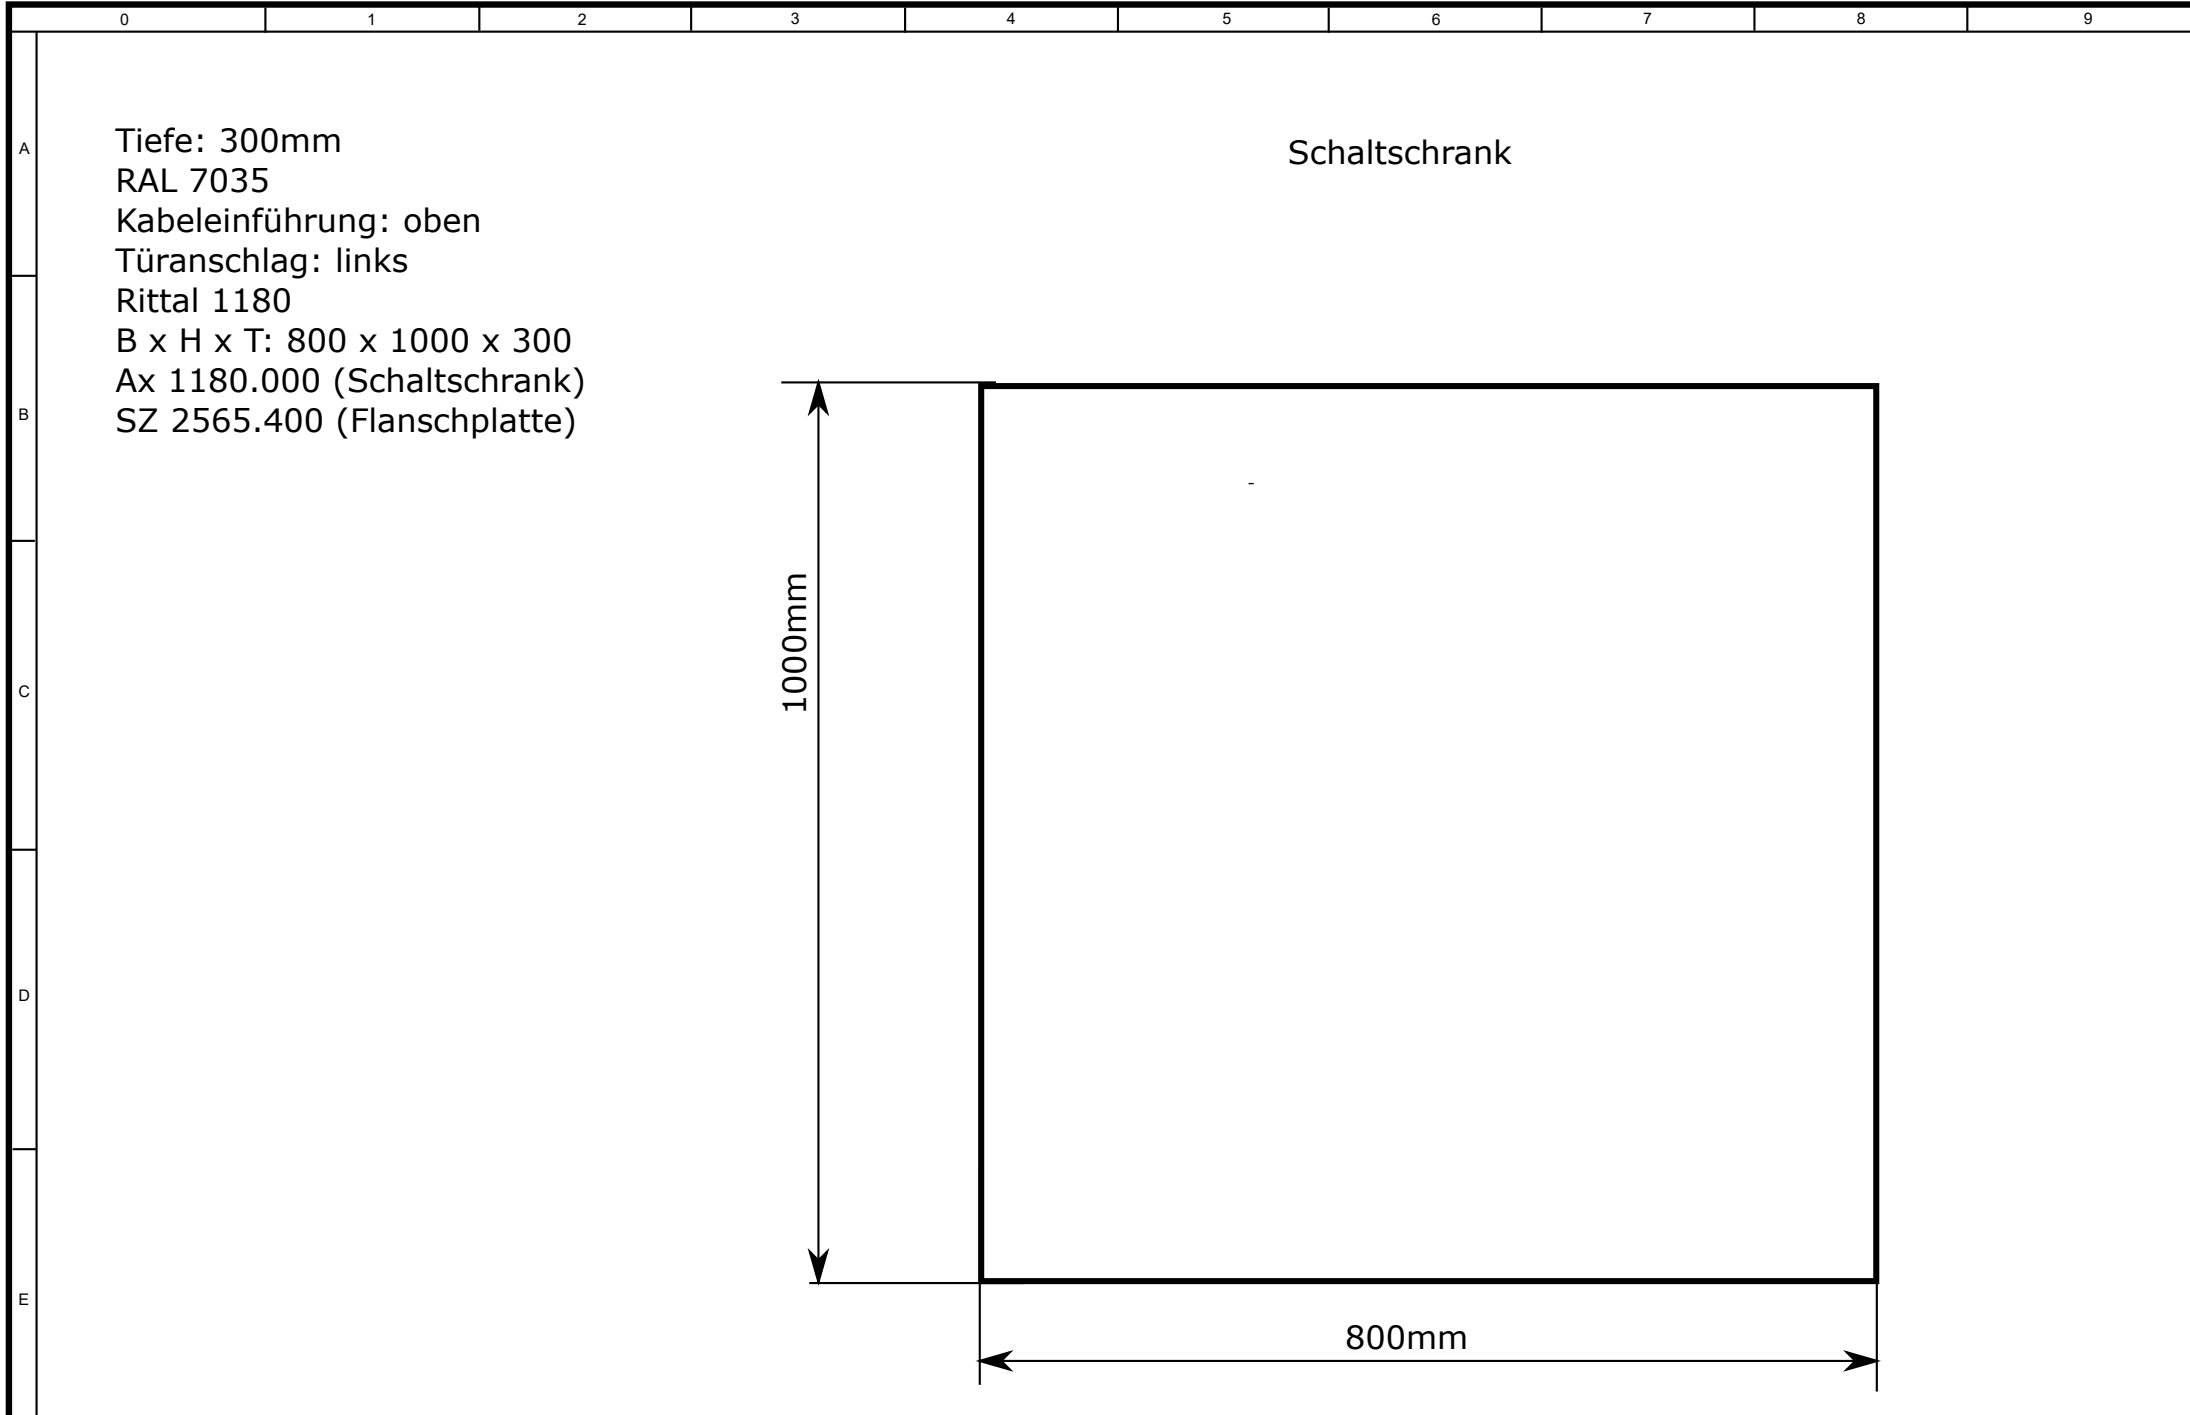 0 1 2 3 4 5 6 7 8 9
A
Tiefe: 300mm
RAL 7035
Kabeleinführung: oben
Türanschlag: links
Rittal 1180
B x H x T: 800 x 1000 x 300
Ax 1180.000 (Schaltschrank)
SZ 2565.400 (Flanschplatte)
Schaltschrank
B
-
1000mm
C
D
E
800mm